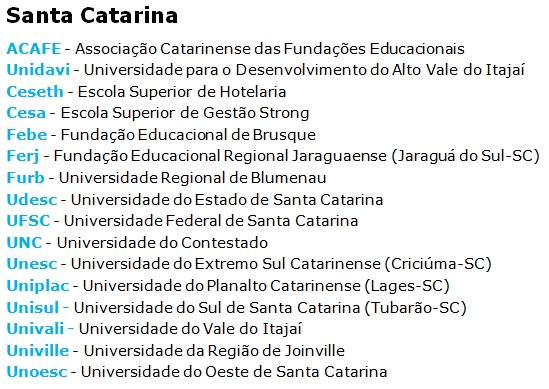 Santa Catarina
ACAFE - Associação Catarinense das Fundações Educacionais
Unidavi - Universidade para o Desenvolvimento do Alto Vale do Itajaí
Ceseth - Escola Superior de Hotelaria
Cesa - Escola Superior de Gestão Strong
Febe - Fundação Educacional de Brusque
Ferj - Fundação Educacional Regional Jaraguaense (Jaraguá do Sul-SC)
Furb - Universidade Regional de Blumenau
Udesc - Universidade do Estado de Santa Catarina
UFSC - Universidade Federal de Santa Catarina
UNC - Universidade do Contestado
Unesc - Universidade do Extremo Sul Catarinense (Criciúma-SC)
Uniplac - Universidade do Planalto Catarinense (Lages-SC)
Unisul - Universidade do Sul de Santa Catarina (Tubarão-SC)
Univali - Universidade do Vale do Itajaí
Univille - Universidade da Região de Joinville
Unoesc - Universidade do Oeste de Santa Catarina